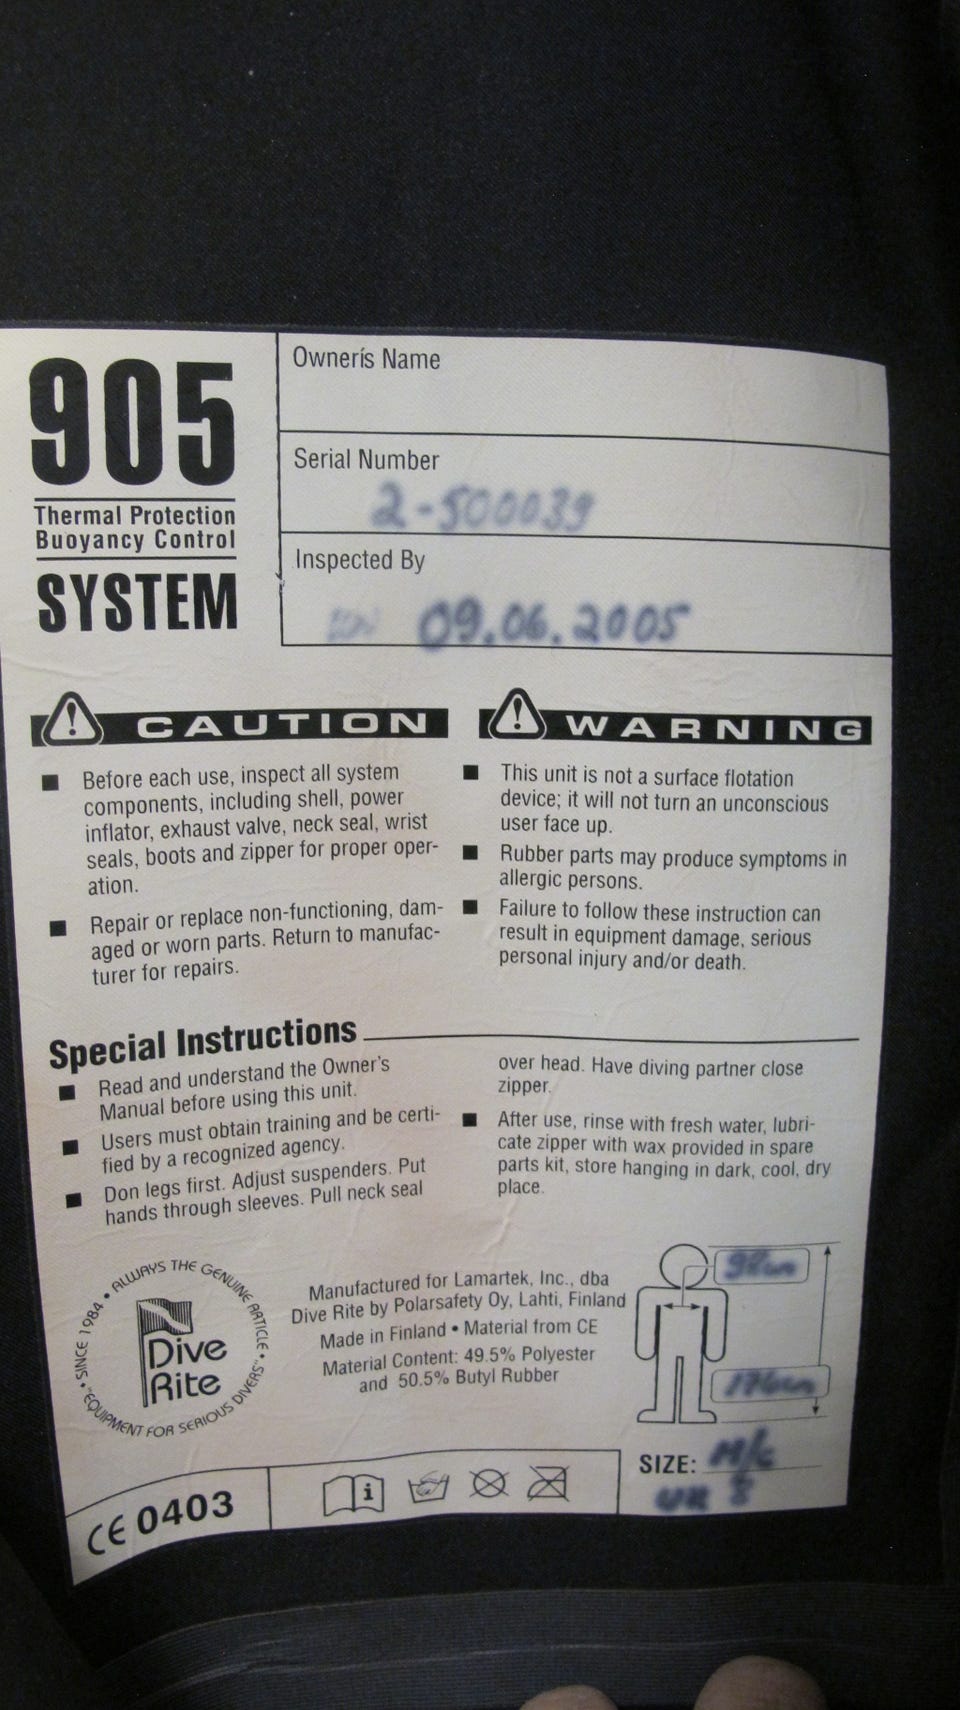 905
Thermal Protection
Buoyancy Control
SYSTEM
Ownerís Name
Serial Number
2-500039
Inspected By
09.06.2005
CAUTION
Before each use, inspect all system
components, including shell, power
inflator, exhaust valve, neck seal, wrist
seals, boots and zipper for proper oper-
ation.
Repair or replace non-functioning, dam-
aged or worn parts. Return to manufac-
turer for repairs.
WARNING
This unit is not a surface flotation
device; it will not turn an unconscious
user face up.
Rubber parts may produce symptoms in
allergic persons.
Failure to follow these instruction can
result in equipment damage, serious
personal injury and/or death.
Special Instructions
Read and understand the Owner's
Manual before using this unit.
Users must obtain training and be certi-
fied by a recognized agency.
Don legs first. Adjust suspenders. Put
hands through sleeves. Pull neck seal
over head. Have diving partner close
zipper.
After use, rinse with fresh water, lubri-
cate zipper with wax provided in spare
parts kit, store hanging in dark, cool, dry
place.
• SINCE 1984 • ALWAYS THE GENUINE ARTICLE •
"EQUIPMENT FOR SERIOUS DIVERS"
Dive
Rite
Manufactured for Lamartek, Inc., dba
Dive Rite by Polarsafety Oy, Lahti, Finland
Made in Finland • Material from CE
Material Content: 49.5% Polyester
and 50.5% Butyl Rubber
176cm
SIZE:
CE 0403
i